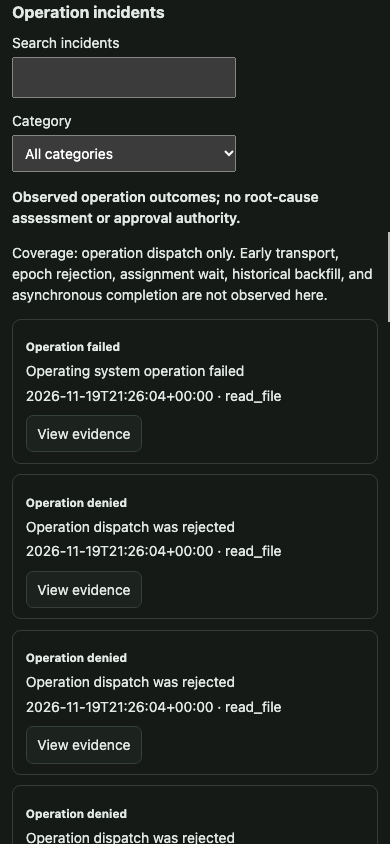 Operation incidents
Search incidents
Category
All categories
Observed operation outcomes; no root-cause
assessment or approval authority.
Coverage: operation dispatch only. Early transport,
epoch rejection, assignment wait, historical backfill, and
asynchronous completion are not observed here.
Operation failed
Operating system operation failed
2026-11-19T21:26:04+00:00 · read_file
View evidence
Operation denied
Operation dispatch was rejected
2026-11-19T21:26:04+00:00 · read_file
View evidence
Operation denied
Operation dispatch was rejected
2026-11-19T21:26:04+00:00 · read_file
View evidence
Operation denied
Operation dispatch was rejected